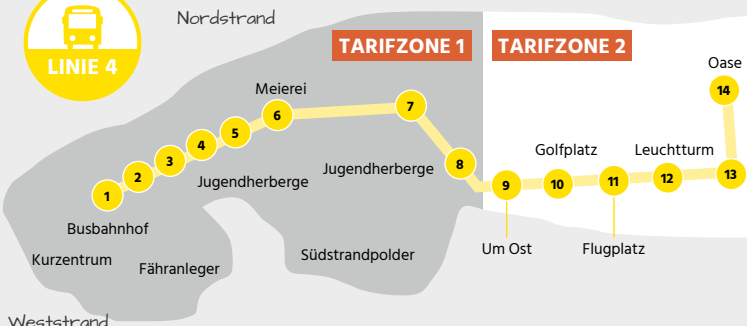 Nordstrand
LINIE 4
TARIFZONE 1
TARIFZONE 2
Oase
14
Meierei
6
7
5
4
3
2
1
8
Golfplatz
Leuchtturm
9
10
11
12
13
Jugendherberge
Jugendherberge
Busbahnhof
Kurzentrum
Fähranleger
Südstrandpolder
Um Ost
Flugplatz
Weststrand